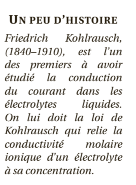 UN PEU D'HISTOIRE
Friedrich Kohlrausch,
(1840–1910), est l'un
des premiers à avoir
étudié la conduction
du courant dans les
électrolytes liquides.
On lui doit la loi de
Kohlrausch qui relie la
conductivité molaire
ionique d'un électrolyte
à sa concentration.